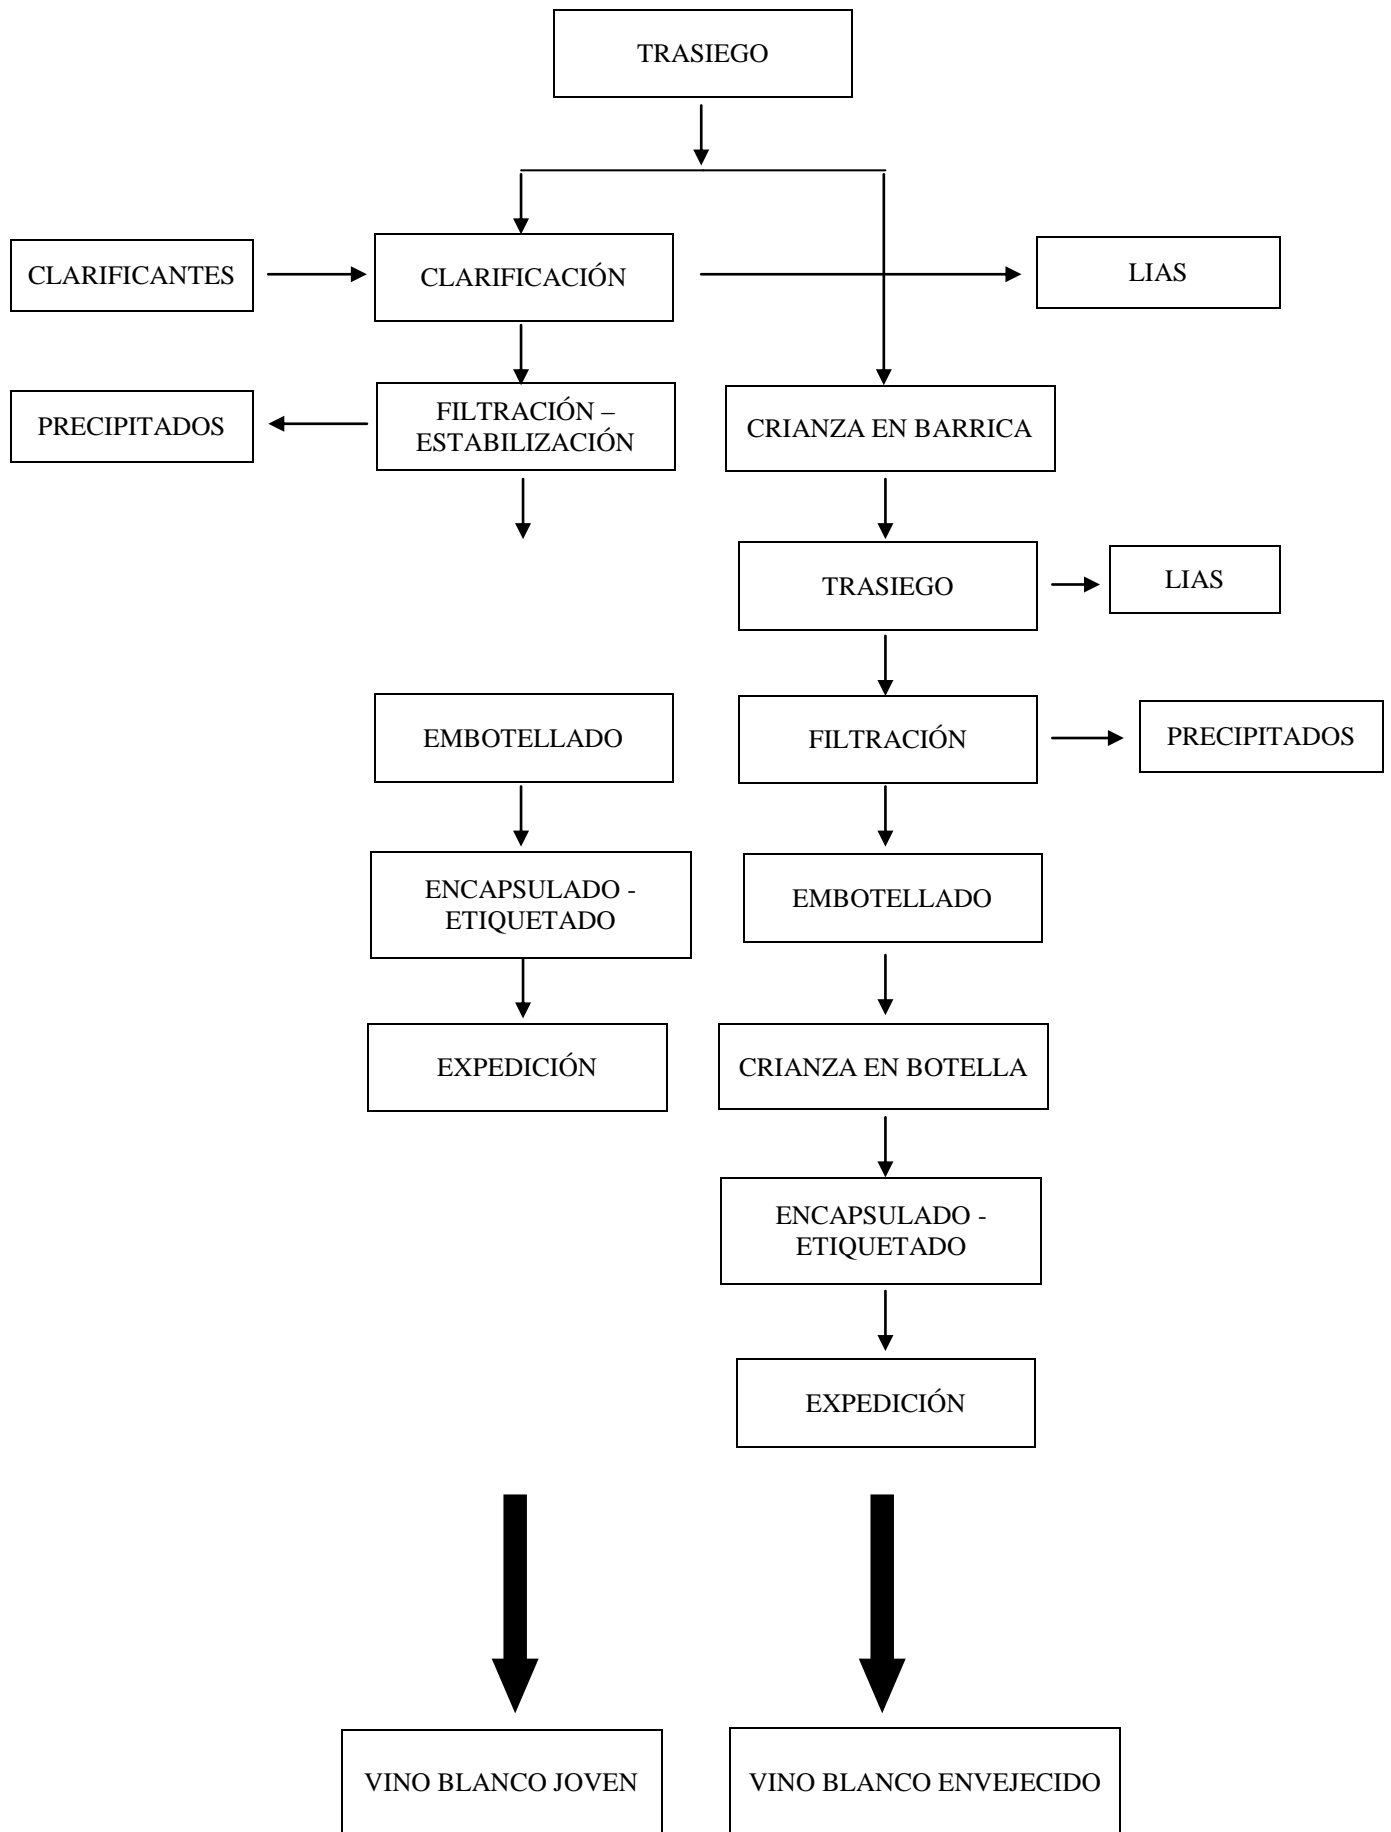 TRASIEGO
CLARIFICANTES
CLARIFICACIÓN
LIAS
PRECIPITADOS
FILTRACIÓN –
ESTABILIZACIÓN
CRIANZA EN BARRICA
TRASIEGO
LIAS
EMBOTELLADO
FILTRACIÓN
PRECIPITADOS
ENCAPSULADO -
ETIQUETADO
EMBOTELLADO
EXPEDICIÓN
CRIANZA EN BOTELLA
ENCAPSULADO -
ETIQUETADO
EXPEDICIÓN
VINO BLANCO JOVEN
VINO BLANCO ENVEJECIDO